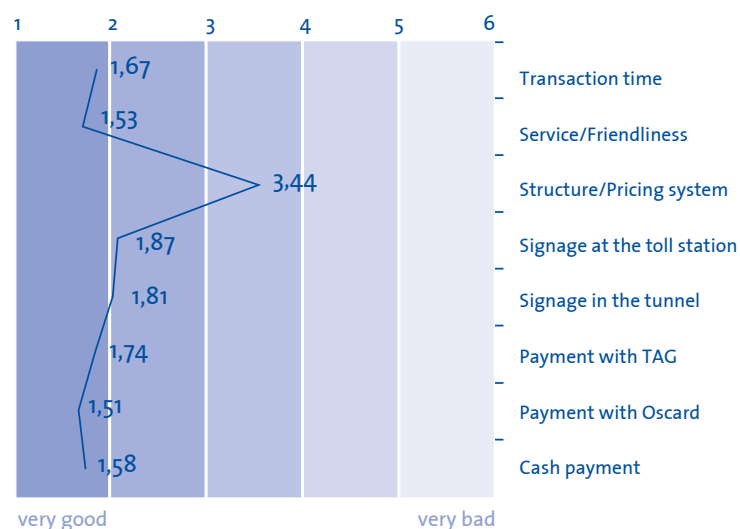 1 2 3 4 5 6
1,67 Transaction time
1,53 Service/Friendliness
3,44 Structure/Pricing system
1,87 Signage at the toll station
1,81 Signage in the tunnel
1,74 Payment with TAG
1,51 Payment with Oscard
1,58 Cash payment
very good very bad